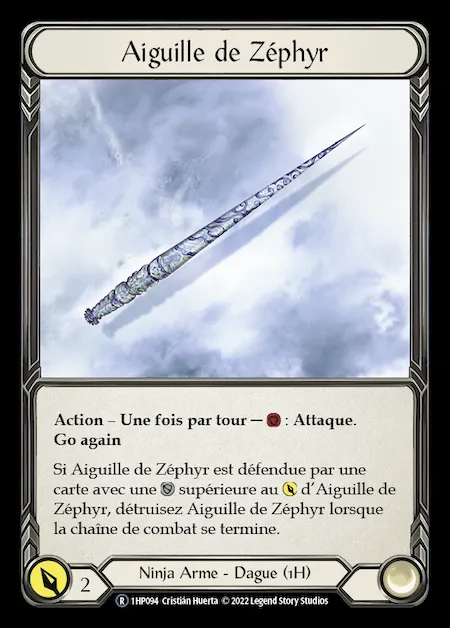 Aiguille de Zéphyr
Action – Une fois par tour — : Attaque.
Go again
Si Aiguille de Zéphyr est défendue par une
carte avec une supérieure au d'Aiguille de
Zéphyr, détruisez Aiguille de Zéphyr lorsque
la chaîne de combat se termine.
2
Ninja Arme - Dague (1H)
R 1HP094 Cristián Huerta © 2022 Legend Story Studios